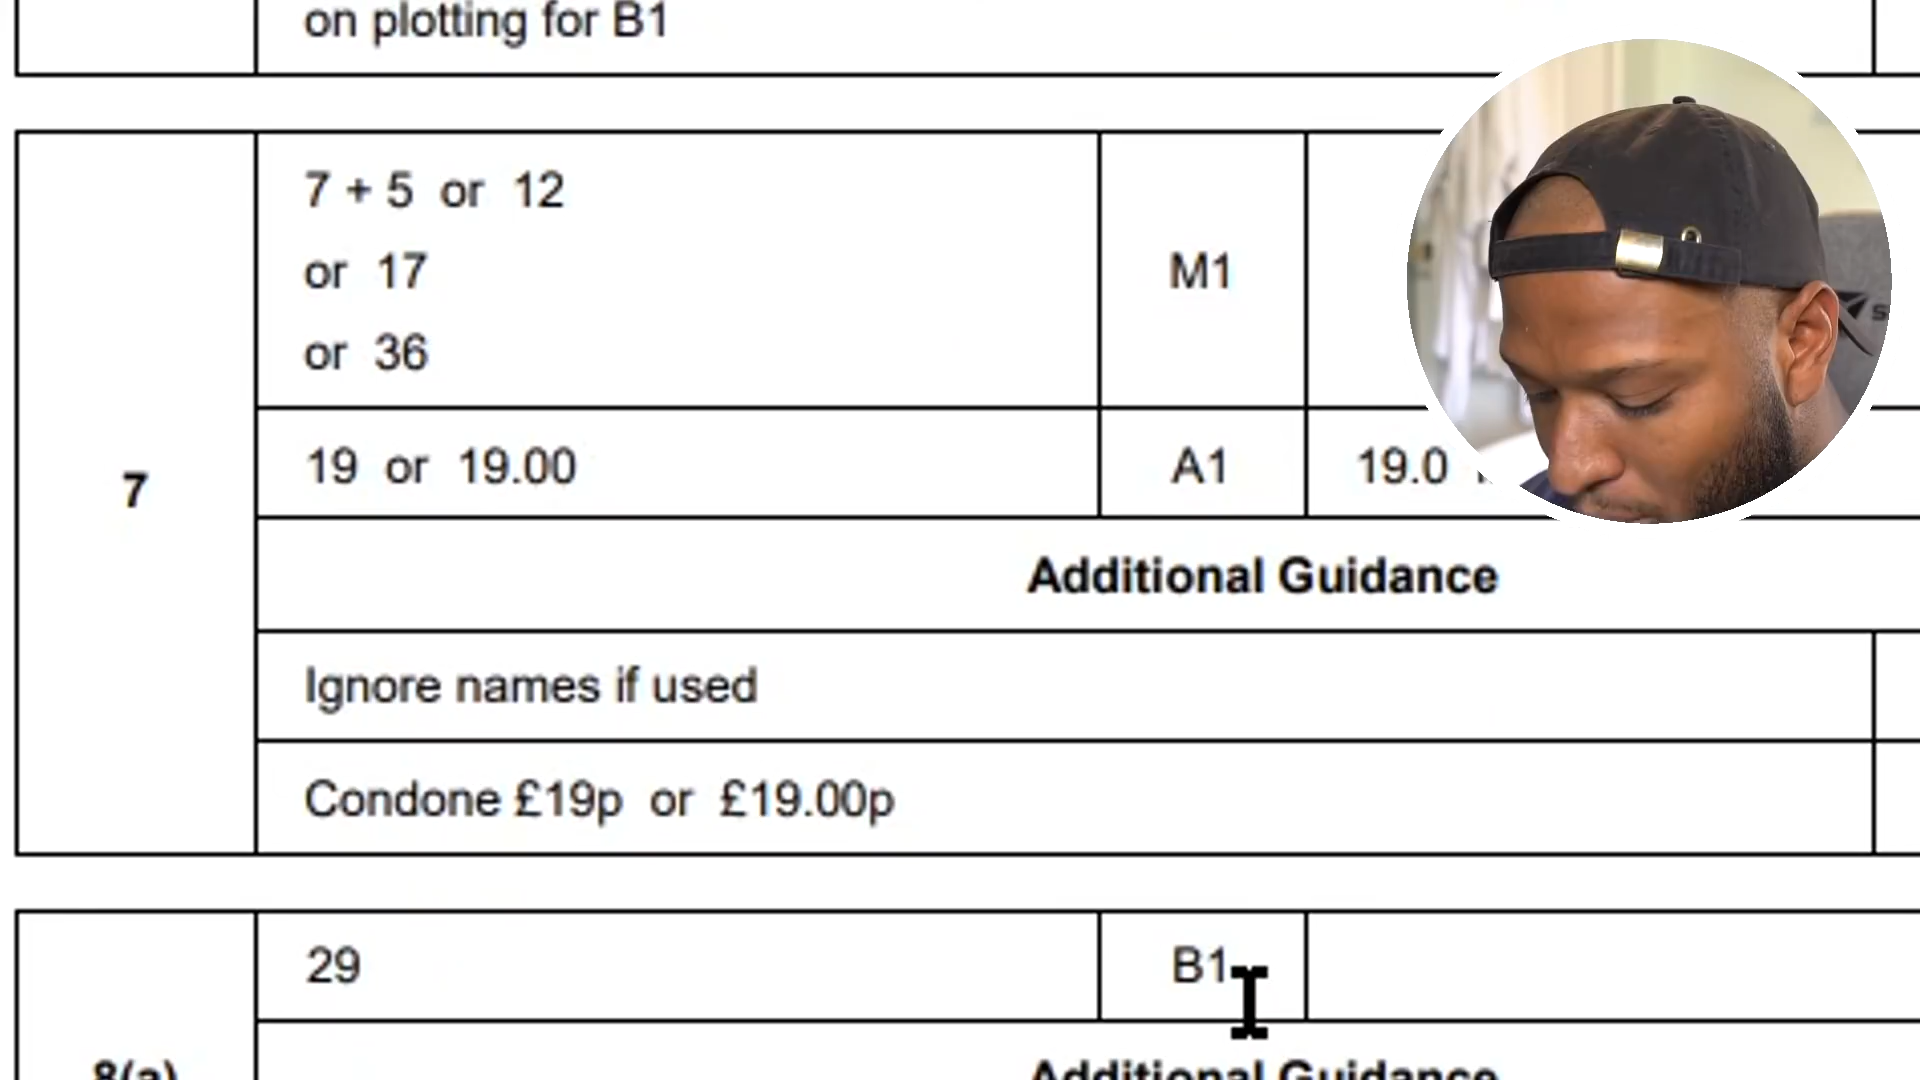 on plotting for B1
7
7 + 5 or 12
or 17
or 36
M1
19 or 19.00
A1
19.0
Additional Guidance
Ignore names if used
Condone £19p or £19.00p
8(a)
29
B1
Additional Guidance